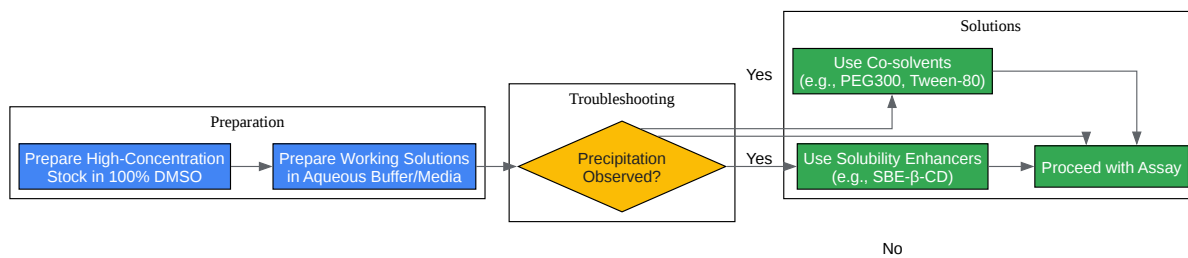 Preparation
Prepare High-Concentration
Stock in 100% DMSO
Prepare Working Solutions
in Aqueous Buffer/Media
Troubleshooting
Precipitation
Observed?
Yes
Yes
No
Solutions
Use Co-solvents
(e.g., PEG300, Tween-80)
Use Solubility Enhancers
(e.g., SBE-β-CD)
Proceed with Assay